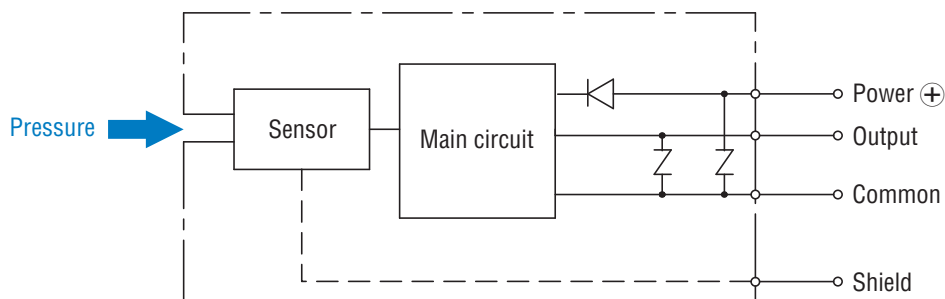 Pressure
Sensor
Main circuit
Power ⊕
Output
Common
Shield